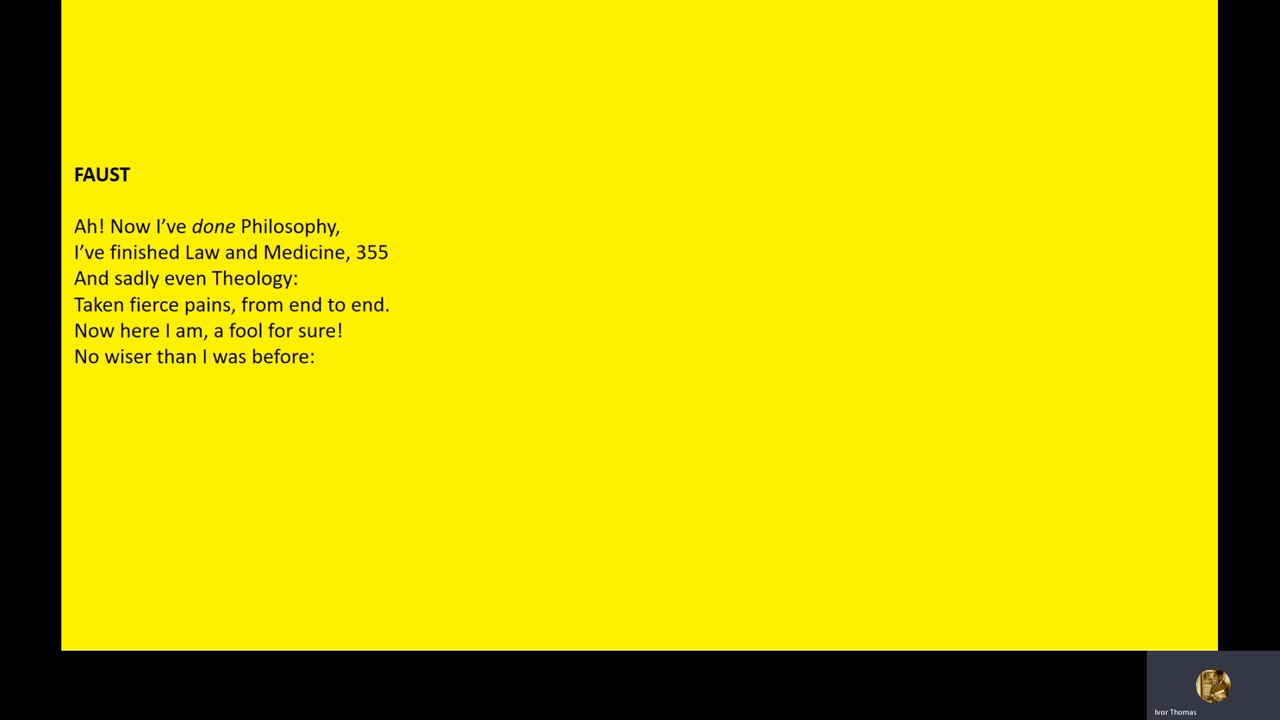 FAUST
Ah! Now I’ve done Philosophy,
I’ve finished Law and Medicine, 355
And sadly even Theology:
Taken fierce pains, from end to end.
Now here I am, a fool for sure!
No wiser than I was before:
Ivor Thomas